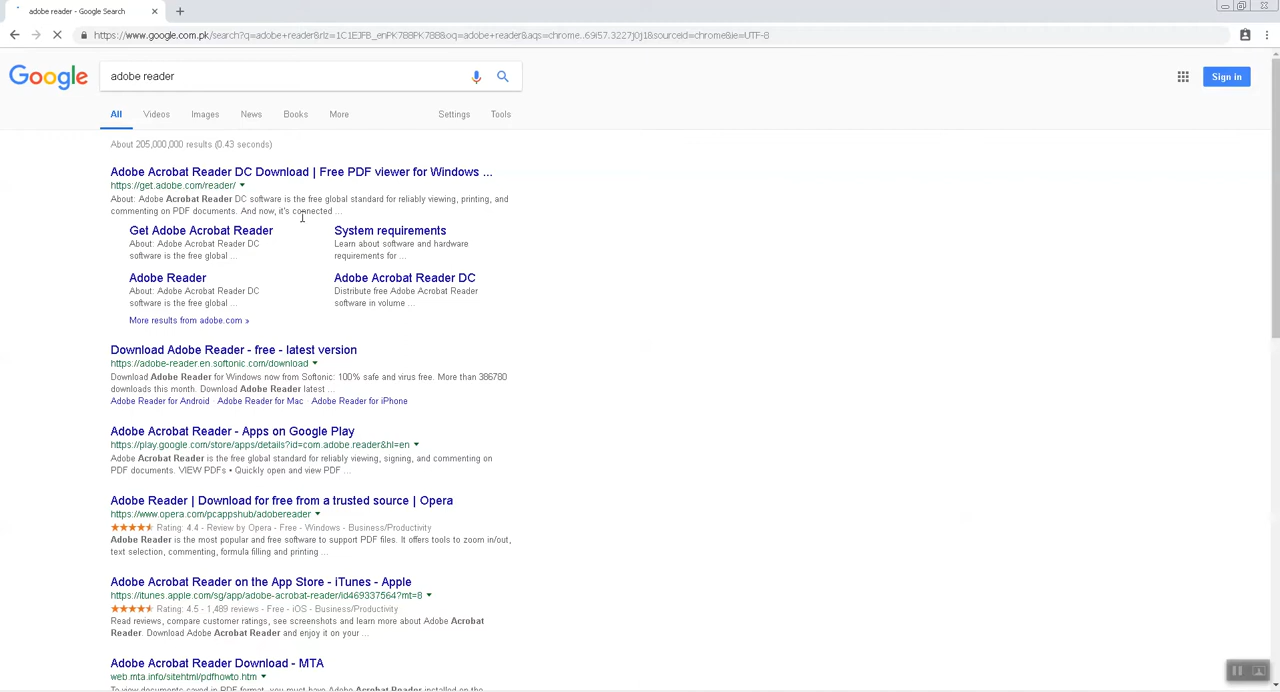 adobe reader - Google Search
https://www.google.com.pk/search?q=adobe+reader&rlz=1C1EJFB_enPK788PK788&oq=adobe+reader&aqs=chrome..69i57.3227j0j1&sourceid=chrome&ie=UTF-8
Google
adobe reader
Sign in
All Videos Images News Books More Settings Tools
About 205,000,000 results (0.43 seconds)
Adobe Acrobat Reader DC Download | Free PDF viewer for Windows ...
https://get.adobe.com/reader/
About: Adobe Acrobat Reader DC software is the free global standard for reliably viewing, printing, and
commenting on PDF documents. And now, it's connected ...
Get Adobe Acrobat Reader
About: Adobe Acrobat Reader DC
software is the free global ...
System requirements
Learn about software and hardware
requirements for ...
Adobe Reader
About: Adobe Acrobat Reader DC
software is the free global ...
Adobe Acrobat Reader DC
Distribute free Adobe Acrobat Reader
software in volume ...
More results from adobe.com »
Download Adobe Reader - free - latest version
https://adobe-reader.en.softonic.com/download
Download Adobe Reader for Windows now from Softonic: 100% safe and virus free. More than 386780
downloads this month. Download Adobe Reader latest ...
Adobe Reader for Android · Adobe Reader for Mac · Adobe Reader for iPhone
Adobe Acrobat Reader - Apps on Google Play
https://play.google.com/store/apps/details?id=com.adobe.reader&hl=en
Adobe Acrobat Reader is the free global standard for reliably viewing, signing, and commenting on
PDF documents. VIEW PDFs • Quickly open and view PDF ...
Adobe Reader | Download for free from a trusted source | Opera
https://www.opera.com/pcappshub/adobereader
Rating: 4.4 - Review by Opera - Free - Windows - Business/Productivity
Adobe Reader is the most popular and free software to support PDF files. It offers tools to zoom in/out,
text selection, commenting, formula filling and printing ...
Adobe Acrobat Reader on the App Store - iTunes - Apple
https://itunes.apple.com/sg/app/adobe-acrobat-reader/id469337564?mt=8
Rating: 4.5 - 1,489 reviews - Free - iOS - Business/Productivity
Read reviews, compare customer ratings, see screenshots and learn more about Adobe Acrobat
Reader. Download Adobe Acrobat Reader and enjoy it on your ...
Adobe Acrobat Reader Download - MTA
web.mta.info/sitehtml/pdfhowto.htm
To view documents saved in PDF format, you must have Adobe Acrobat Reader installed on the